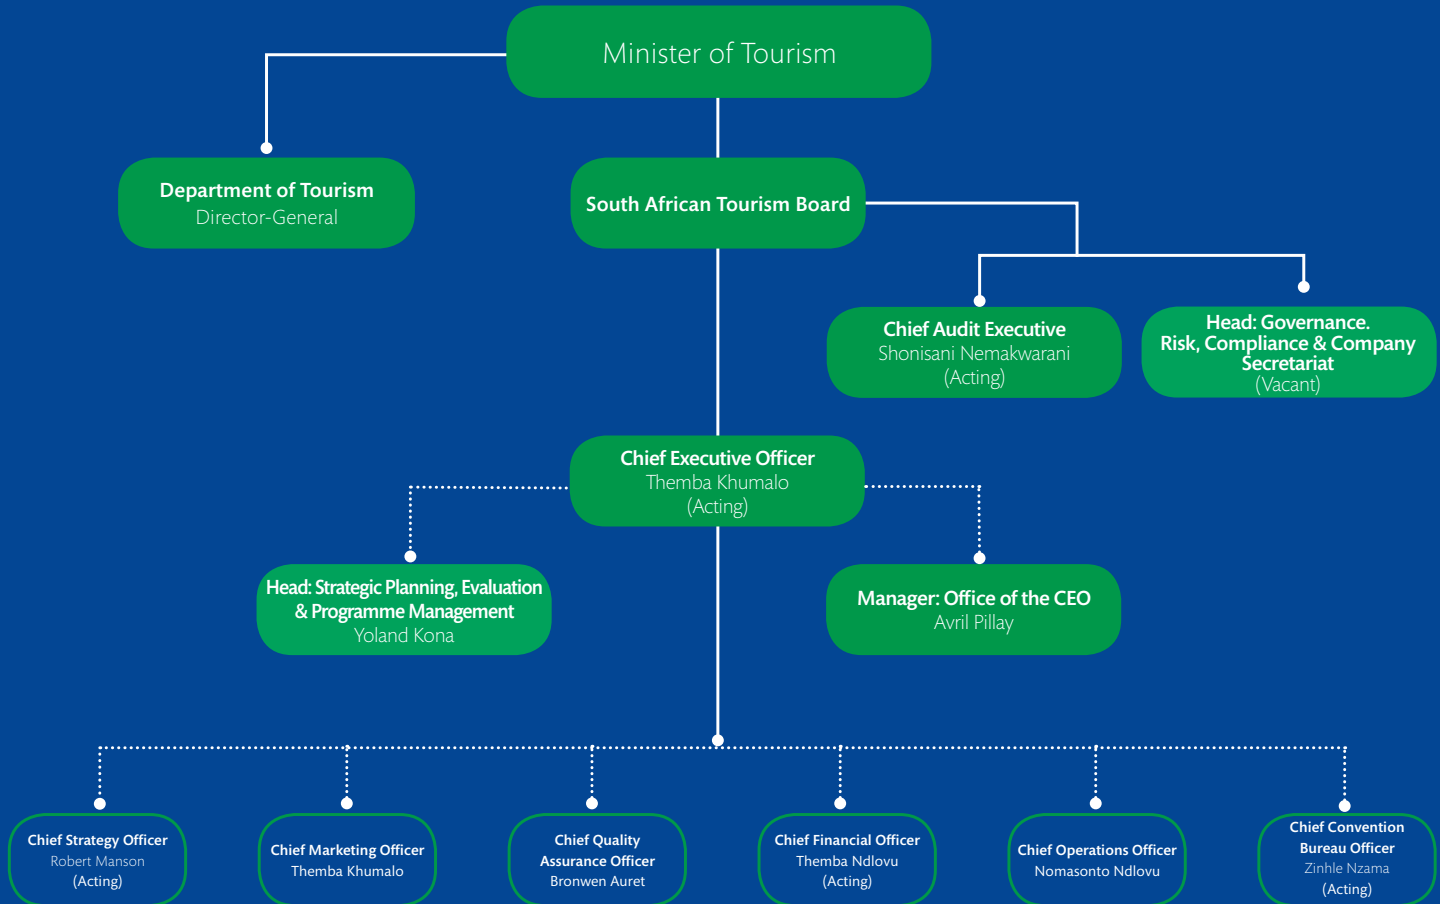 Minister of Tourism
Department of Tourism
Director-General
South African Tourism Board
Chief Audit Executive
Shonisani Nemakwarani
(Acting)
Head: Governance.
Risk, Compliance & Company
Secretariat
(Vacant)
Chief Executive Officer
Themba Khumalo
(Acting)
Head: Strategic Planning, Evaluation
& Programme Management
Yoland Kona
Manager: Office of the CEO
Avril Pillay
Chief Strategy Officer
Robert Manson
(Acting)
Chief Marketing Officer
Themba Khumalo
Chief Quality
Assurance Officer
Bronwen Auret
Chief Financial Officer
Themba Ndlovu
(Acting)
Chief Operations Officer
Nomasonto Ndlovu
Chief Convention
Bureau Officer
Zinhle Nzama
(Acting)